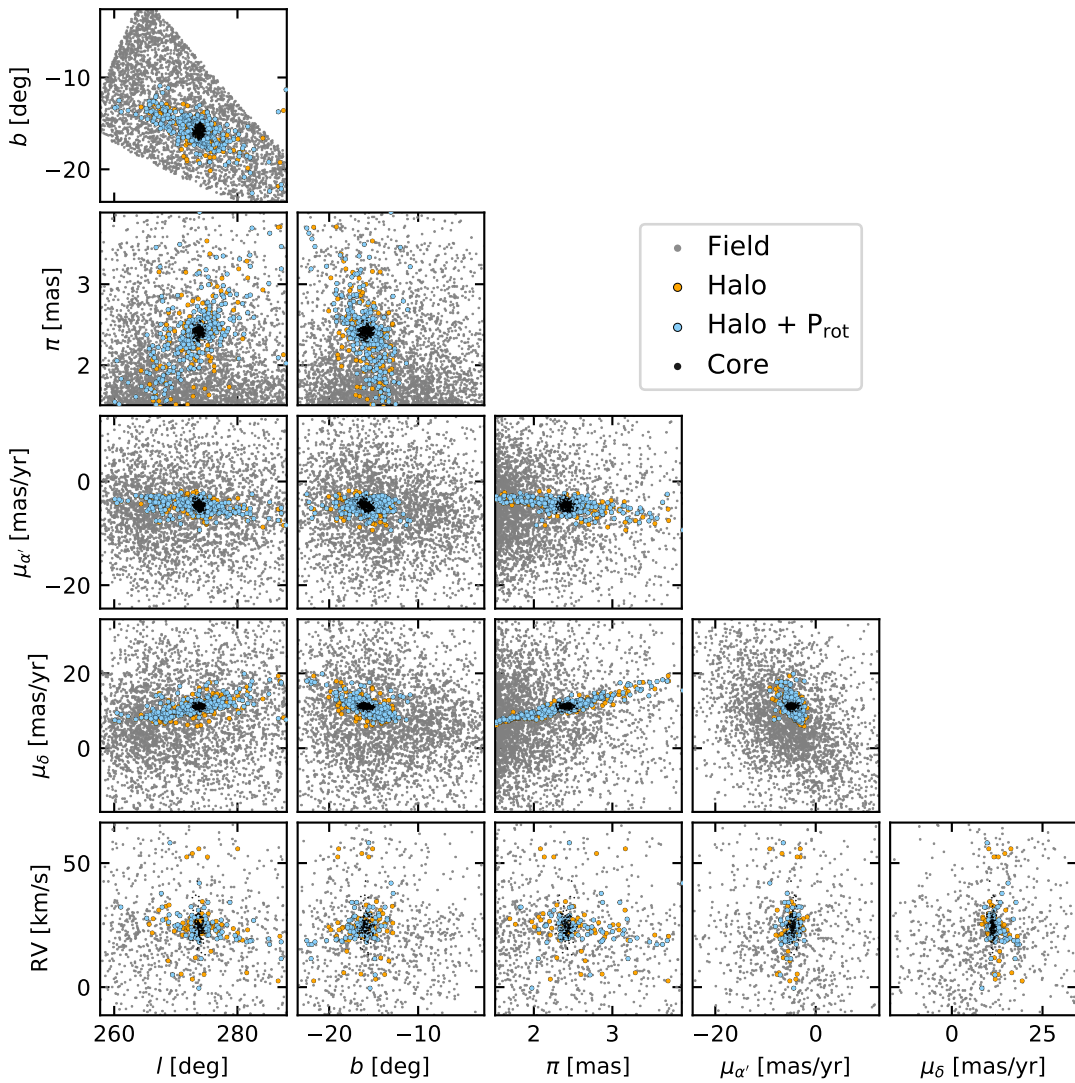 b [deg]
−10
−20
π [mas]
3
2
Field
Halo
Halo + Prot
Core
μα′ [mas/yr]
0
−20
μδ [mas/yr]
20
0
RV [km/s]
50
0
260 280 −20 −10 2 3 −20 0 0 25
l [deg] b [deg] π [mas] μα′ [mas/yr] μδ [mas/yr]